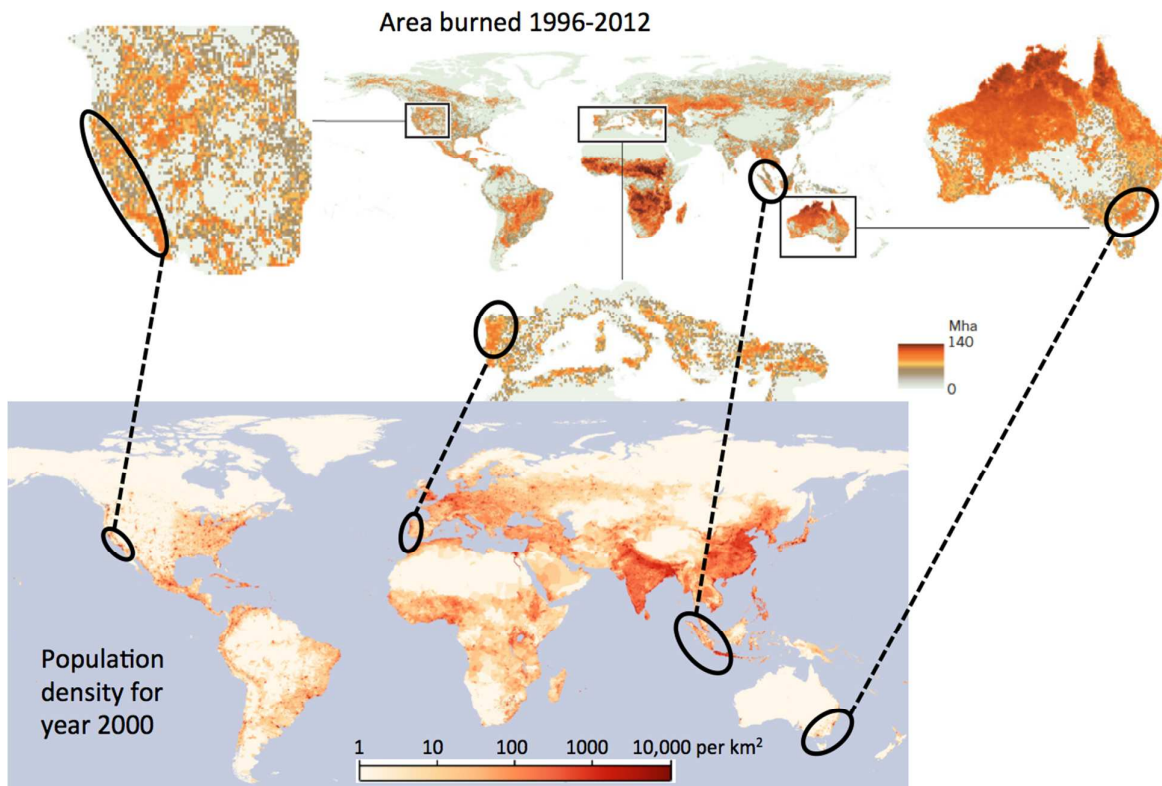 Area burned 1996-2012
Mha
140
0
Population
density for
year 2000
1 10 100 1000 10,000 per km²